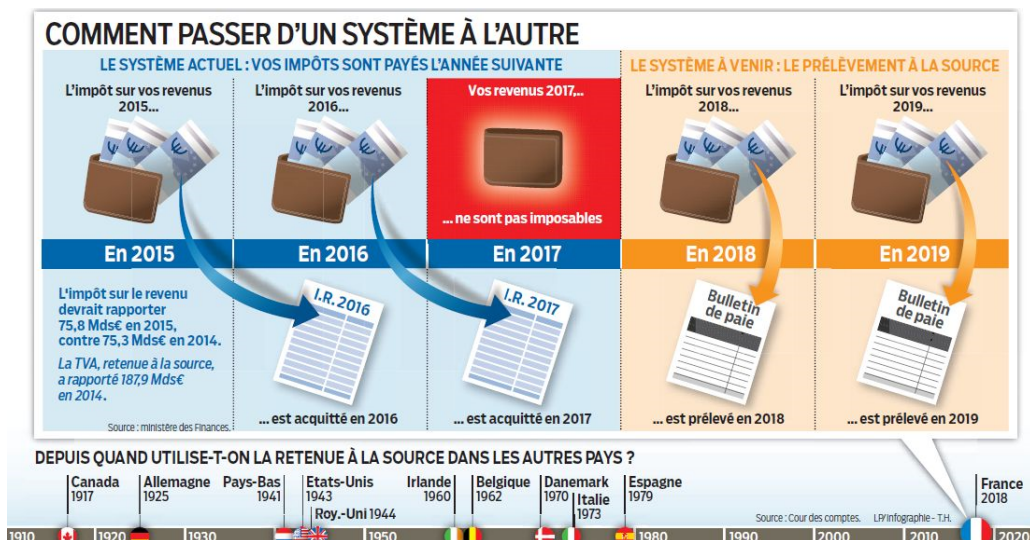 COMMENT PASSER D'UN SYSTÈME À L'AUTRE
LE SYSTÈME ACTUEL : VOS IMPÔTS SONT PAYÉS L'ANNÉE SUIVANTE
LE SYSTÈME À VENIR : LE PRÉLÈVEMENT À LA SOURCE
L'impôt sur vos revenus
2015...
L'impôt sur vos revenus
2016...
Vos revenus 2017,...
... ne sont pas imposables
L'impôt sur vos revenus
2018...
L'impôt sur vos revenus
2019...
En 2015
En 2016
En 2017
En 2018
En 2019
L'impôt sur le revenu
devrait rapporter
75,8 Mds€ en 2015,
contre 75,3 Mds€ en 2014.
La TVA, retenue à la source,
a rapporté 187,9 Mds€
en 2014.
Source : ministère des Finances.
I.R. 2016
... est acquitté en 2016
I.R. 2017
... est acquitté en 2017
Bulletin
de paie
... est prélevé en 2018
Bulletin
de paie
... est prélevé en 2019
DEPUIS QUAND UTILISE-T-ON LA RETENUE À LA SOURCE DANS LES AUTRES PAYS ?
Canada
1917
Allemagne
1925
Pays-Bas
1941
Etats-Unis
1943
Roy.-Uni 1944
Irlande
1960
Belgique
1962
Danemark
1970
Italie
1973
Espagne
1979
France
2018
Source : Cour des comptes. LP/Infographie - T.H.
1910 1920 1930 1950 1980 1990 2000 2010 2020